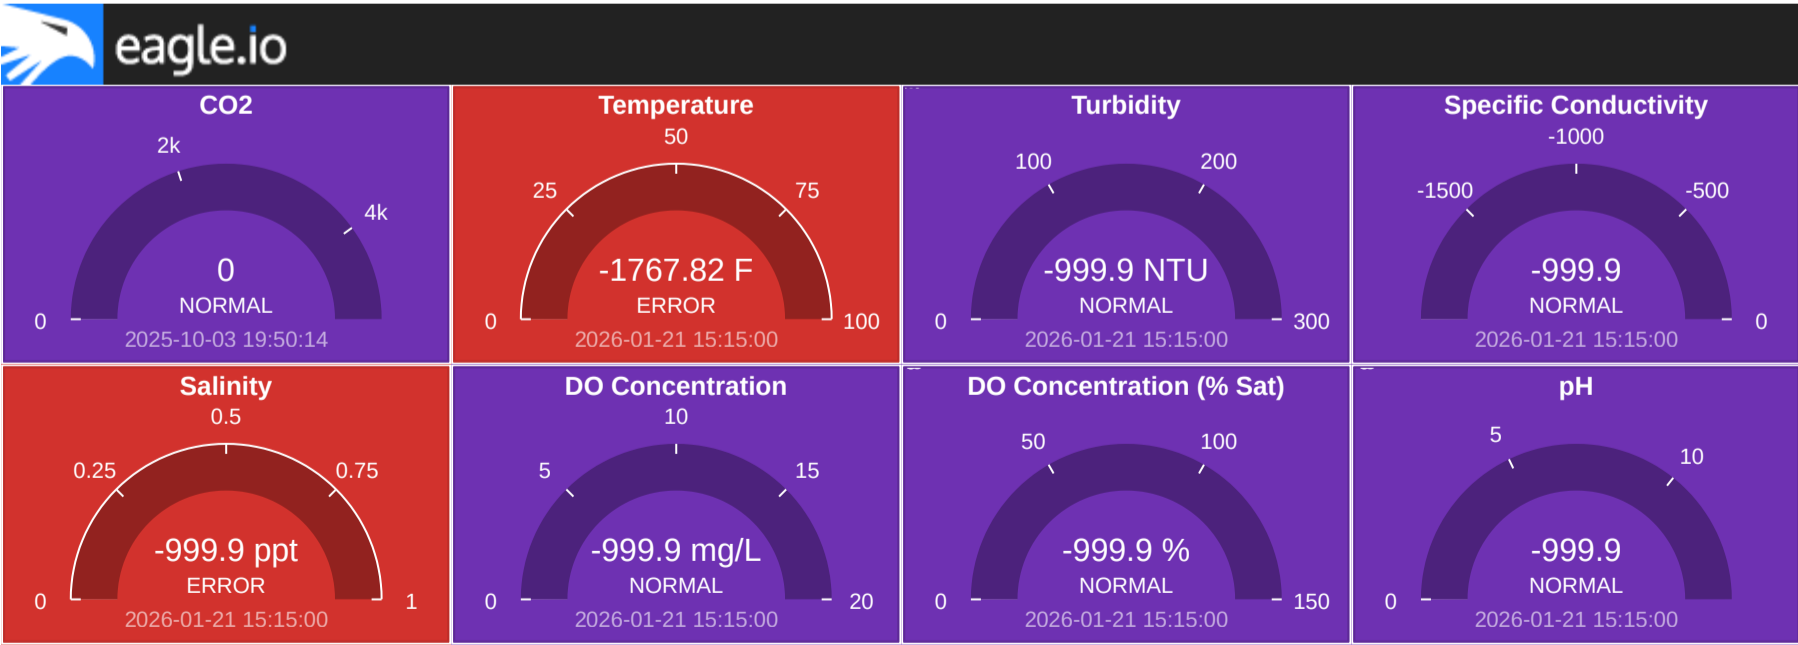 eagle.io
CO2
2k
4k
0
NORMAL
0
2025-10-03 19:50:14
Temperature
50
25
75
-1767.82 F
ERROR
0
100
2026-01-21 15:15:00
Turbidity
100
200
-999.9 NTU
NORMAL
0
300
2026-01-21 15:15:00
Specific Conductivity
-1000
-1500
-500
-999.9
NORMAL
0
2026-01-21 15:15:00
Salinity
0.5
0.25
0.75
-999.9 ppt
ERROR
0
1
2026-01-21 15:15:00
DO Concentration
10
5
15
-999.9 mg/L
NORMAL
0
20
2026-01-21 15:15:00
DO Concentration (% Sat)
50
100
-999.9 %
NORMAL
0
150
2026-01-21 15:15:00
pH
5
10
-999.9
NORMAL
0
2026-01-21 15:15:00